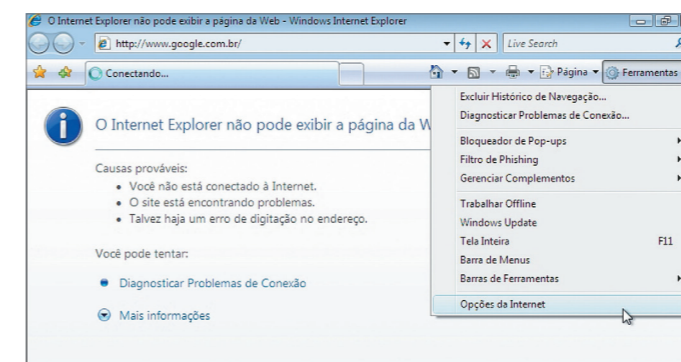 O Internet Explorer não pode exibir a página da Web - Windows Internet Explorer
http://www.google.com.br/
Live Search
Conectando...
Página
Ferramentas
O Internet Explorer não pode exibir a página da W
Causas prováveis:
Você não está conectado à Internet.
O site está encontrando problemas.
Talvez haja um erro de digitação no endereço.
Você pode tentar:
Diagnosticar Problemas de Conexão
Mais informações
Excluir Histórico de Navegação...
Diagnosticar Problemas de Conexão...
Bloqueador de Pop-ups
Filtro de Phishing
Gerenciar Complementos
Trabalhar Offline
Windows Update
Tela Inteira F11
Barra de Menus
Barras de Ferramentas
Opções da Internet